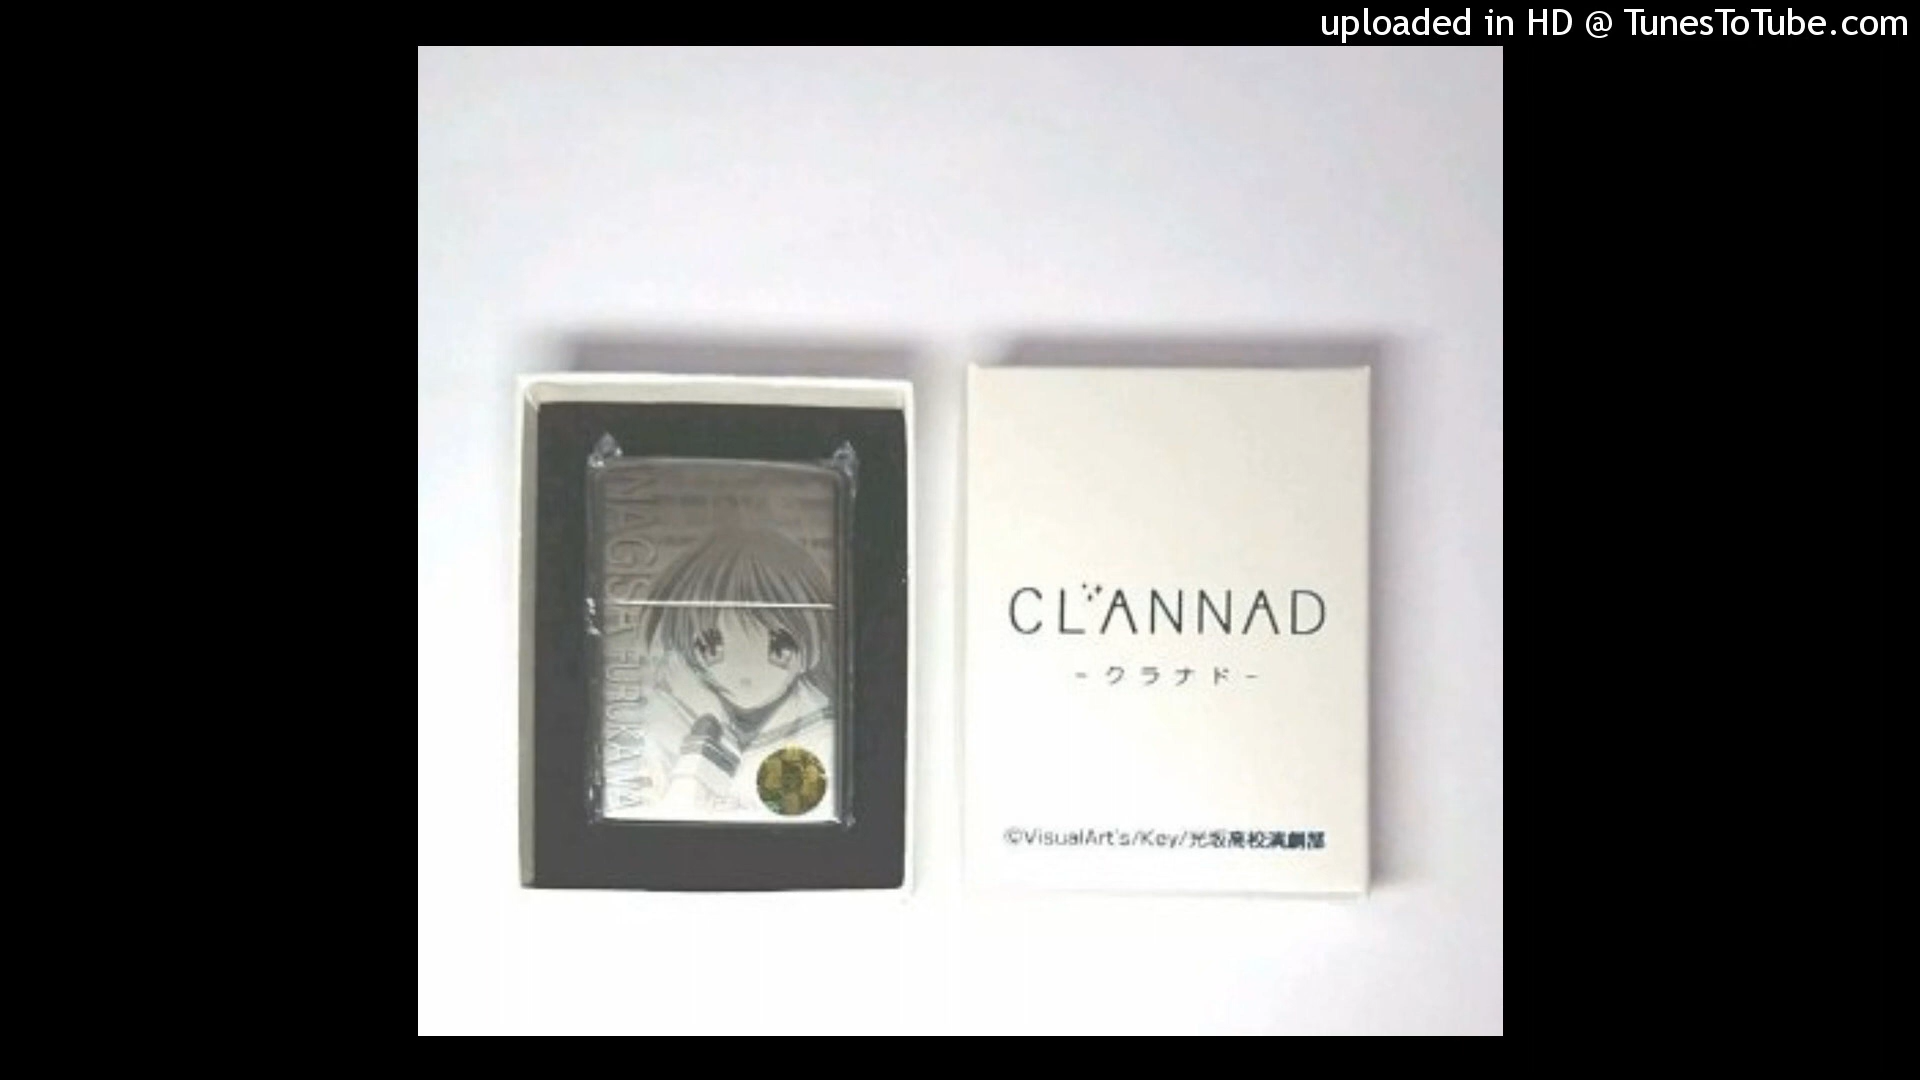 uploaded in HD @ TunesToTube.com
NAGISA FURUKAWA
CLANNAD
-クラナド-
©VisualArt's/Key/光坂高校演劇部